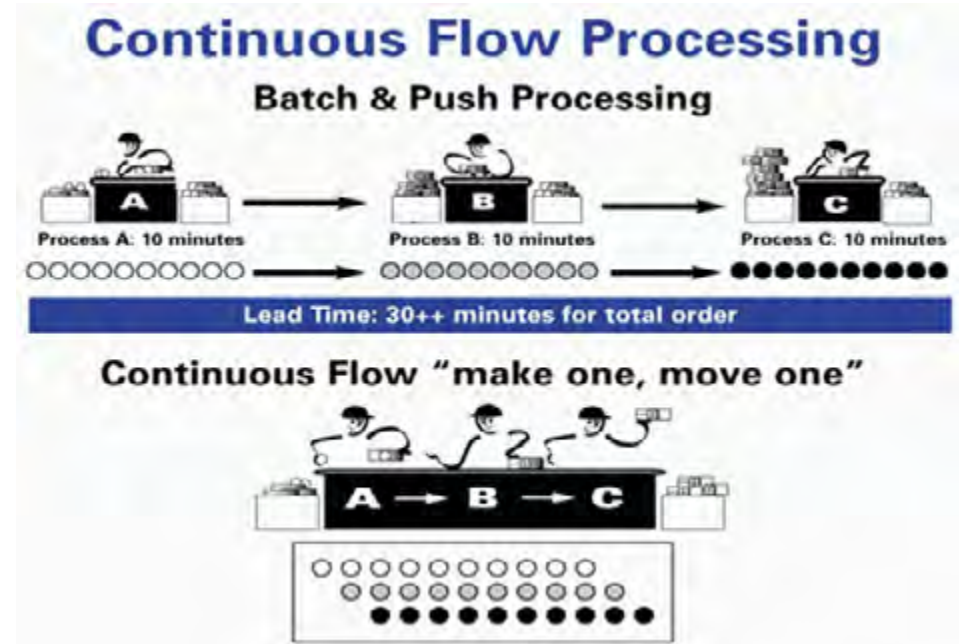 Continuous Flow Processing
Batch & Push Processing
A
B
C
Process A: 10 minutes
Process B: 10 minutes
Process C: 10 minutes
Lead Time: 30++ minutes for total order
Continuous Flow "make one, move one"
A → B → C